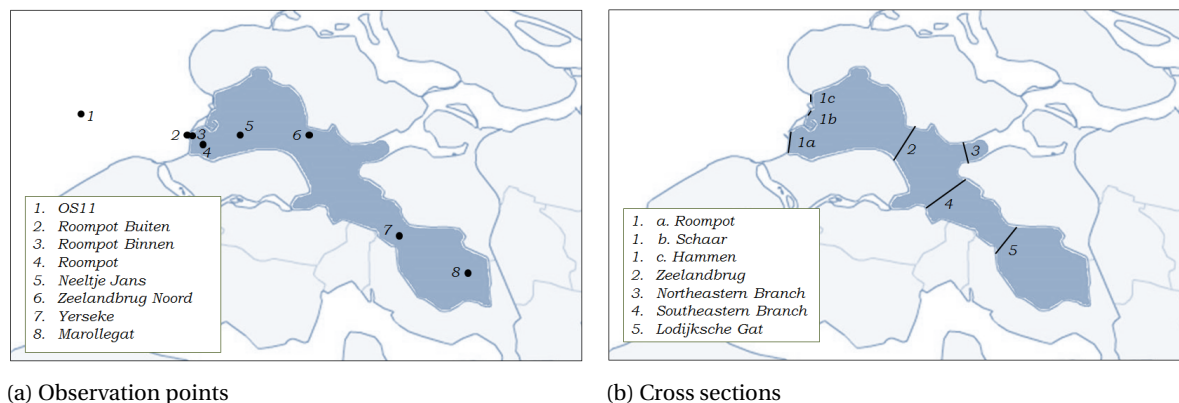 1
2
3
4
5
6
7
8
1. OS11
2. Roompot Buiten
3. Roompot Binnen
4. Roompot
5. Neeltje Jans
6. Zeelandbrug Noord
7. Yerseke
8. Marollegat
(a) Observation points
1c
1b
1a
2
3
4
5
1. a. Roompot
1. b. Schaar
1. c. Hammen
2. Zeelandbrug
3. Northeastern Branch
4. Southeastern Branch
5. Lodijksche Gat
(b) Cross sections